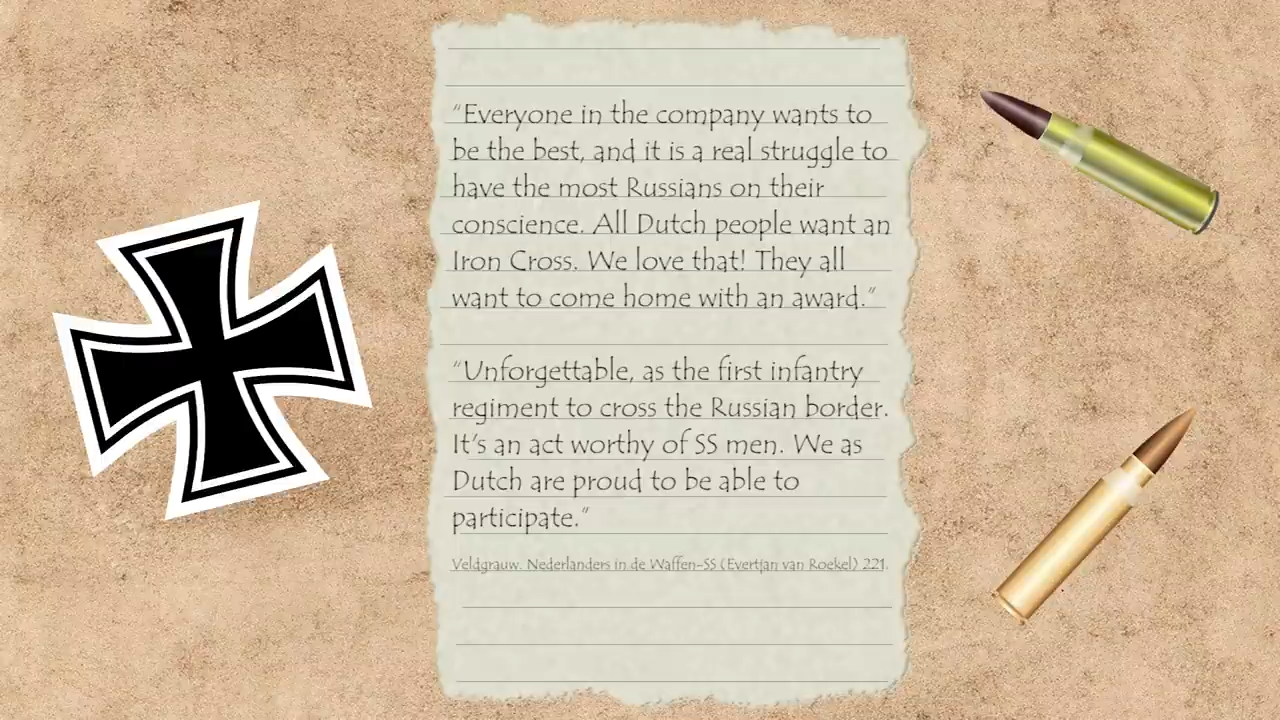 “Everyone in the company wants to
be the best, and it is a real struggle to
have the most Russians on their
conscience. All Dutch people want an
Iron Cross. We love that! They all
want to come home with an award.”
“Unforgettable, as the first infantry
regiment to cross the Russian border.
It’s an act worthy of SS men. We as
Dutch are proud to be able to
participate.”
Veldgrauw. Nederlanders in de Waffen-SS (Evertjan van Roekel) 221.